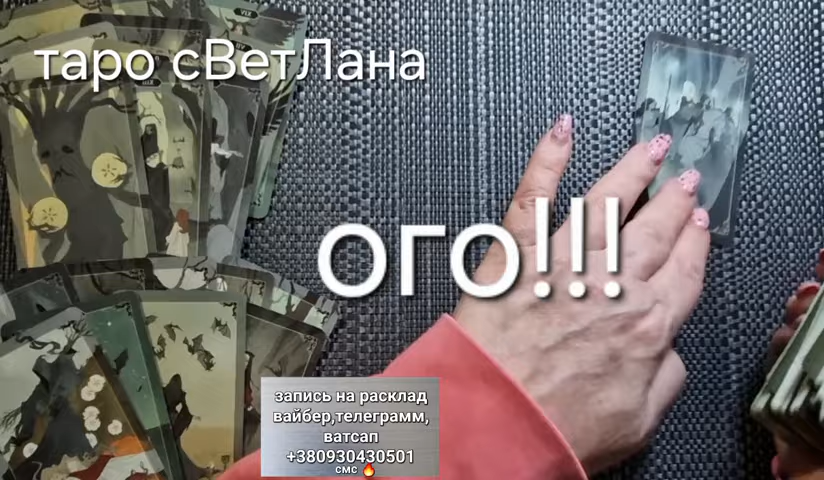 таро сВетЛана
ого!!!
запись на расклад
вайбер,телеграмм,
ватсап
+380930430501
смс 🔥